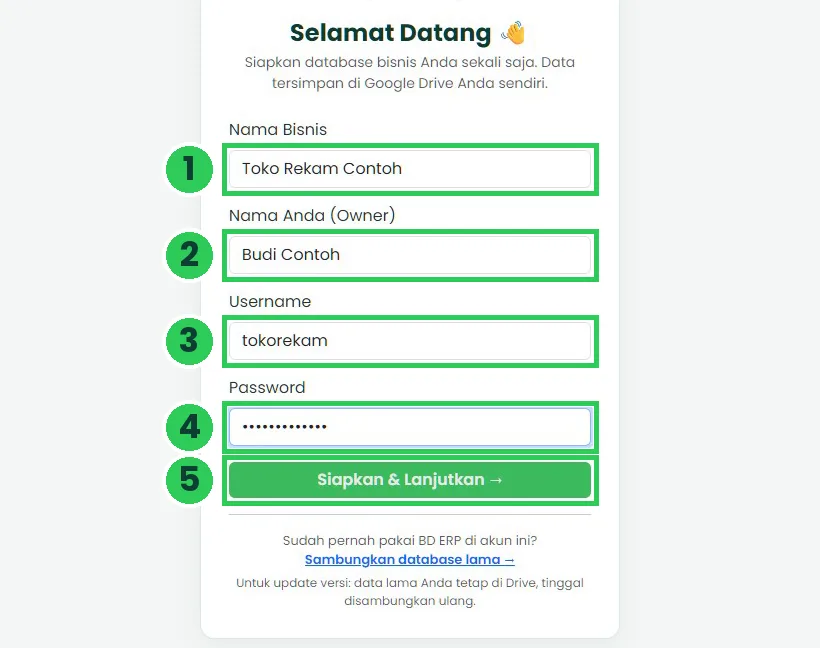 Selamat Datang 👋
Siapkan database bisnis Anda sekali saja. Data
tersimpan di Google Drive Anda sendiri.
Nama Bisnis
1 Toko Rekam Contoh
Nama Anda (Owner)
2 Budi Contoh
Username
3 tokorekam
Password
4 •••••••••••••
5 Siapkan & Lanjutkan →
Sudah pernah pakai BD ERP di akun ini?
Sambungkan database lama →
Untuk update versi: data lama Anda tetap di Drive, tinggal
disambungkan ulang.